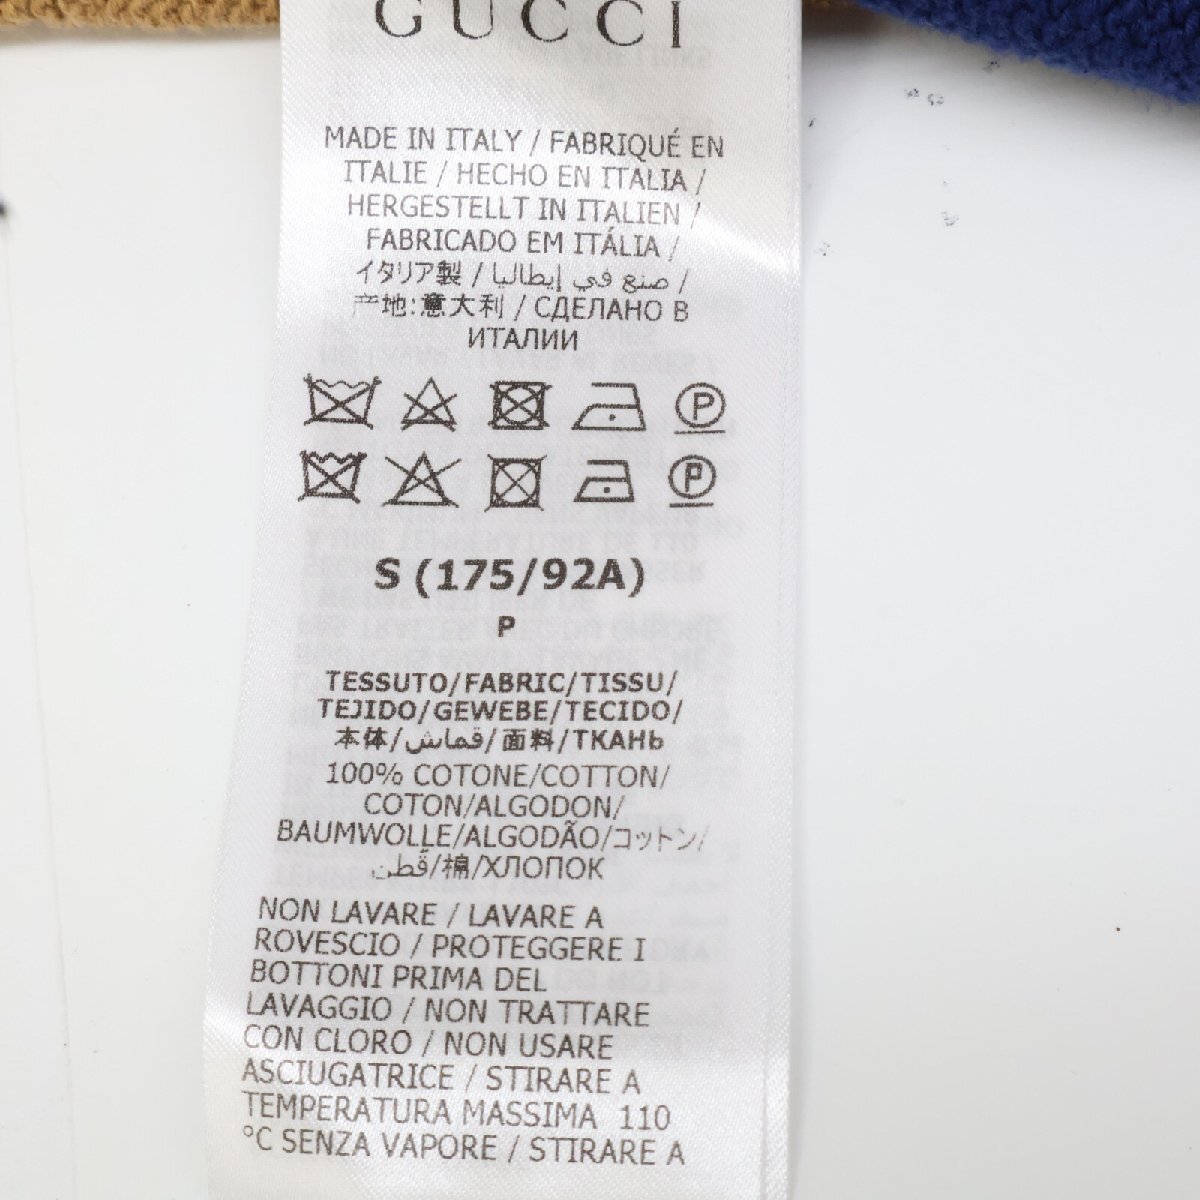 GUCCI
MADE IN ITALY / FABRIQUÉ EN
ITALIE / HECHO EN ITALIA /
HERGESTELLT IN ITALIEN /
FABRICADO EM ITÁLIA /
イタリア製 / صنع في إيطاليا /
产地:意大利 / СДЕЛАНО В
ИТАЛИИ
P
P
S (175/92A)
P
TESSUTO/FABRIC/TISSU/
TEJIDO/GEWEBE/TECIDO/
本体/قماش/面料/ТКАНЬ
100% COTONE/COTTON/
COTON/ALGODON/
BAUMWOLLE/ALGODÃO/コットン/
قطن/棉/ХЛОПОК
NON LAVARE / LAVARE A
ROVESCIO / PROTEGGERE I
BOTTONI PRIMA DEL
LAVAGGIO / NON TRATTARE
CON CLORO / NON USARE
ASCIUGATRICE / STIRARE A
TEMPERATURA MASSIMA 110
°C SENZA VAPORE / STIRARE A